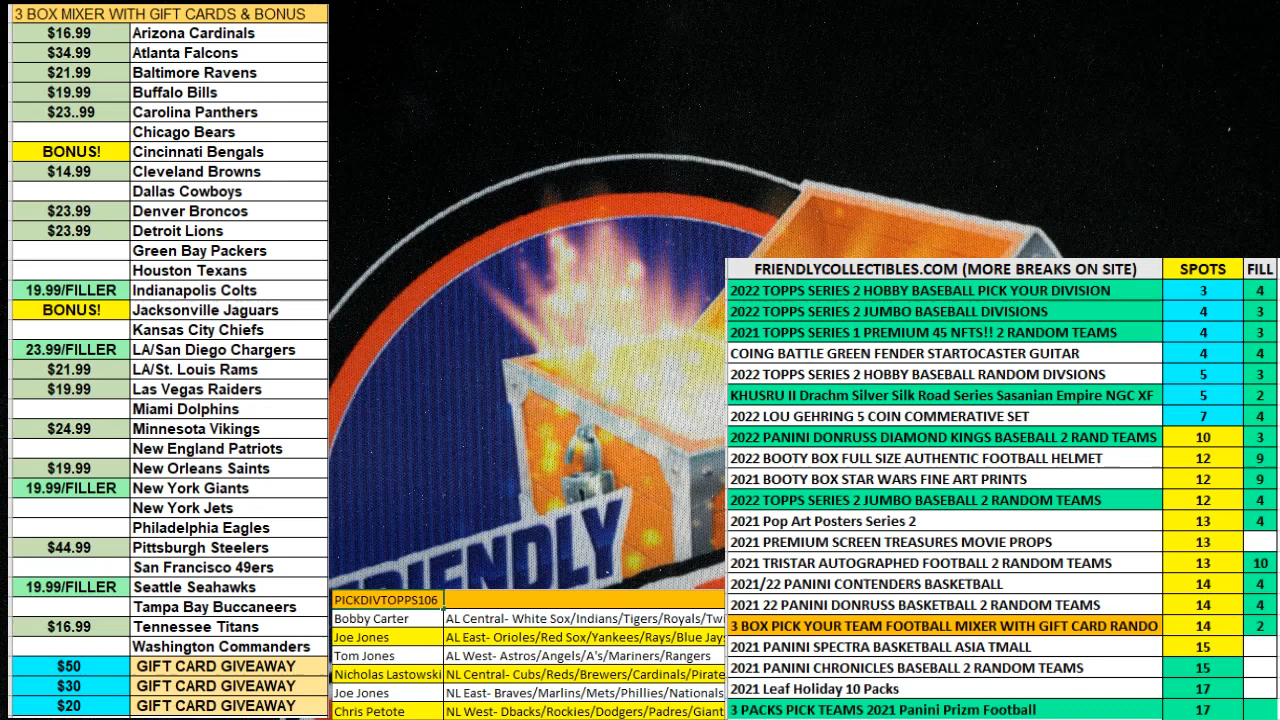 3 BOX MIXER WITH GIFT CARDS & BONUS
$16.99 Arizona Cardinals
$34.99 Atlanta Falcons
$21.99 Baltimore Ravens
$19.99 Buffalo Bills
$23..99 Carolina Panthers
Chicago Bears
BONUS! Cincinnati Bengals
$14.99 Cleveland Browns
Dallas Cowboys
$23.99 Denver Broncos
$23.99 Detroit Lions
Green Bay Packers
Houston Texans
19.99/FILLER Indianapolis Colts
BONUS! Jacksonville Jaguars
Kansas City Chiefs
23.99/FILLER LA/San Diego Chargers
$21.99 LA/St. Louis Rams
$19.99 Las Vegas Raiders
Miami Dolphins
$24.99 Minnesota Vikings
New England Patriots
$19.99 New Orleans Saints
19.99/FILLER New York Giants
New York Jets
Philadelphia Eagles
$44.99 Pittsburgh Steelers
San Francisco 49ers
19.99/FILLER Seattle Seahawks
Tampa Bay Buccaneers
$16.99 Tennessee Titans
Washington Commanders
$50 GIFT CARD GIVEAWAY
$30 GIFT CARD GIVEAWAY
$20 GIFT CARD GIVEAWAY
FRIENDLY
PICKDIVTOPPS106
Bobby Carter AL Central- White Sox/Indians/Tigers/Royals/Twi
Joe Jones AL East- Orioles/Red Sox/Yankees/Rays/Blue Jay
Tom Jones AL West- Astros/Angels/A's/Mariners/Rangers
Nicholas Lastowski NL Central- Cubs/Reds/Brewers/Cardinals/Pirate
Joe Jones NL East- Braves/Marlins/Mets/Phillies/Nationals
Chris Petote NL West- Dbacks/Rockies/Dodgers/Padres/Giant
FRIENDLYCOLLECTIBLES.COM (MORE BREAKS ON SITE) SPOTS FILL
2022 TOPPS SERIES 2 HOBBY BASEBALL PICK YOUR DIVISION 3 4
2022 TOPPS SERIES 2 JUMBO BASEBALL DIVISIONS 4 3
2021 TOPPS SERIES 1 PREMIUM 45 NFTS!! 2 RANDOM TEAMS 4 3
COING BATTLE GREEN FENDER STARTOCASTER GUITAR 4 4
2022 TOPPS SERIES 2 HOBBY BASEBALL RANDOM DIVSIONS 5 3
KHUSRU II Drachm Silver Silk Road Series Sasanian Empire NGC XF 5 2
2022 LOU GEHRING 5 COIN COMMERATIVE SET 7 4
2022 PANINI DONRUSS DIAMOND KINGS BASEBALL 2 RAND TEAMS 10 3
2022 BOOTY BOX FULL SIZE AUTHENTIC FOOTBALL HELMET 12 9
2021 BOOTY BOX STAR WARS FINE ART PRINTS 12 9
2022 TOPPS SERIES 2 JUMBO BASEBALL 2 RANDOM TEAMS 12 4
2021 Pop Art Posters Series 2 13 4
2021 PREMIUM SCREEN TREASURES MOVIE PROPS 13
2021 TRISTAR AUTOGRAPHED FOOTBALL 2 RANDOM TEAMS 13 10
2021/22 PANINI CONTENDERS BASKETBALL 14 4
2021 22 PANINI DONRUSS BASKETBALL 2 RANDOM TEAMS 14 4
3 BOX PICK YOUR TEAM FOOTBALL MIXER WITH GIFT CARD RANDO 14 2
2021 PANINI SPECTRA BASKETBALL ASIA TMALL 15
2021 PANINI CHRONICLES BASEBALL 2 RANDOM TEAMS 15
2021 Leaf Holiday 10 Packs 17
3 PACKS PICK TEAMS 2021 Panini Prizm Football 17